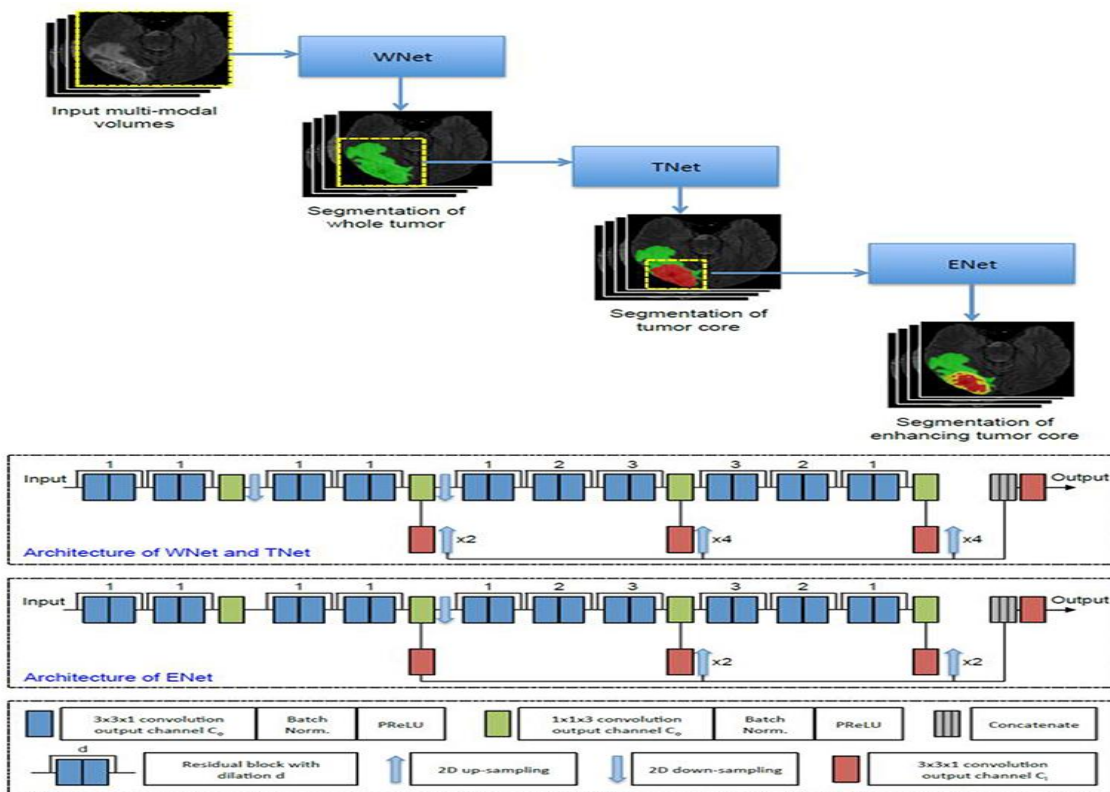 WNet
Input multi-modal
volumes
TNet
Segmentation of
whole tumor
ENet
Segmentation of
tumor core
Segmentation of
enhancing tumor core
1 1 1 1 1 2 3 3 2 1
Input
Output
x2 x4 x4
Architecture of WNet and TNet
1 1 1 1 1 2 3 3 2 1
Input
Output
x2 x2
Architecture of ENet
3x3x1 convolution
output channel Cₒ
Batch
Norm.
PReLU
1x1x3 convolution
output channel Cₒ
Batch
Norm.
PReLU
Concatenate
d
Residual block with
dilation d
2D up-sampling
2D down-sampling
3x3x1 convolution
output channel Cₗ